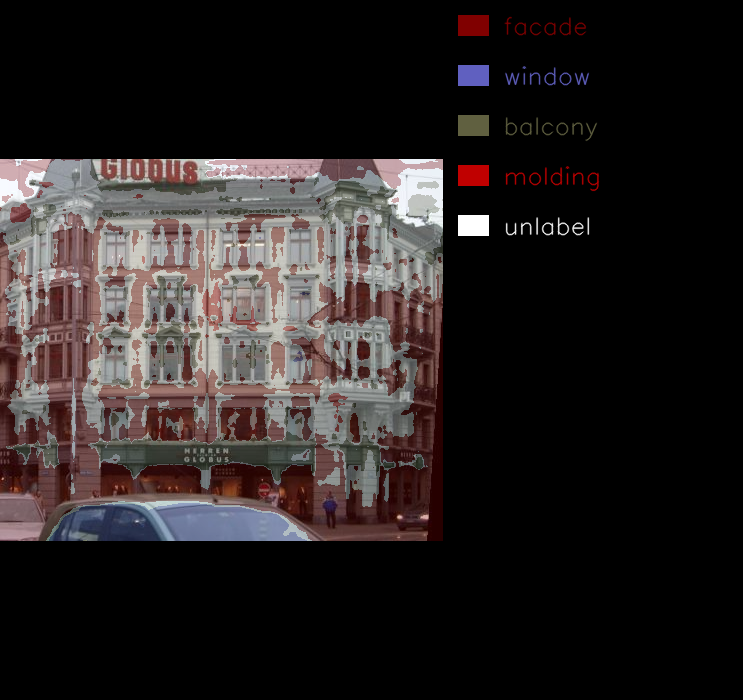 facade
window
balcony
molding
unlabel
Globus
HERREN
GLOBUS